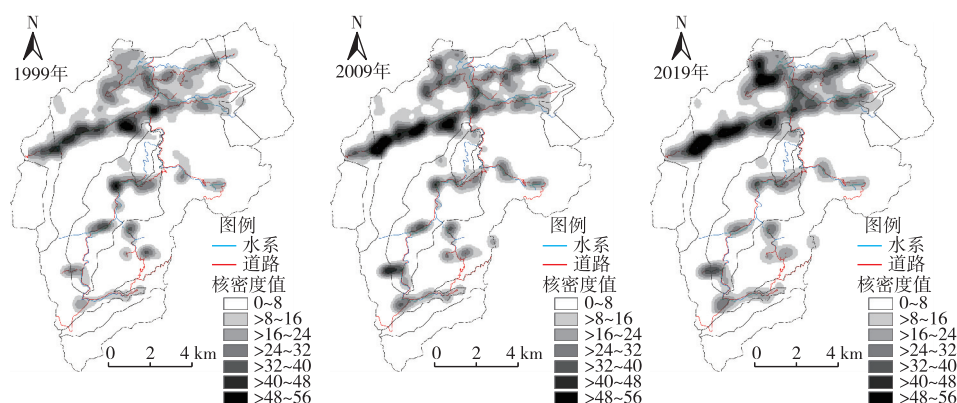 N
1999年
图例
水系
道路
核密度值
0~8
>8~16
>16~24
>24~32
>32~40
>40~48
>48~56
0 2 4 km
N
2009年
图例
水系
道路
核密度值
0~8
>8~16
>16~24
>24~32
>32~40
>40~48
>48~56
0 2 4 km
N
2019年
图例
水系
道路
核密度值
0~8
>8~16
>16~24
>24~32
>32~40
>40~48
>48~56
0 2 4 km